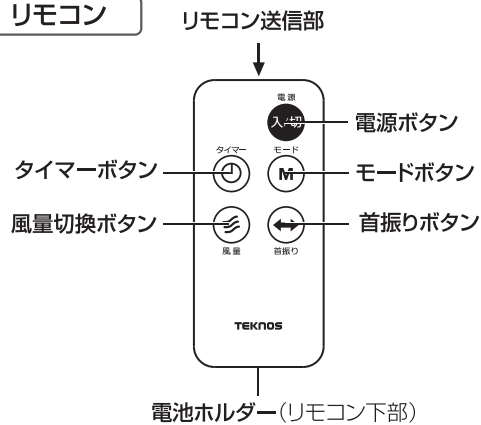 リモコン
リモコン送信部
電源
入/切
電源ボタン
タイマー
モード
タイマーボタン
M
モードボタン
風量切換ボタン
首振りボタン
風量
首振り
TEKNOS
電池ホルダー(リモコン下部)